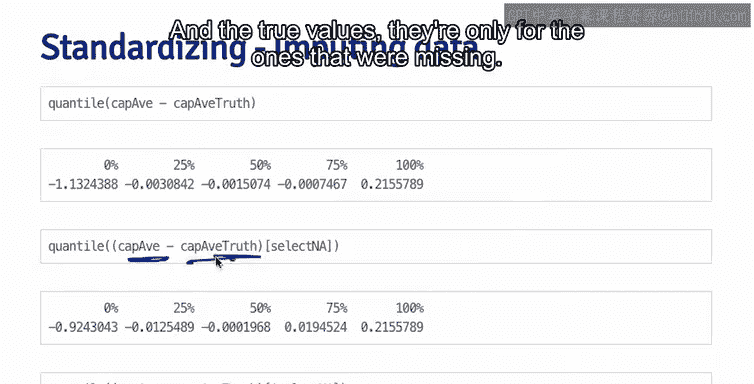 And the true values, they're only for the
ones that were missing.
Standardizing - Imputing data
quantile(capAve - capAveTruth)
0% 25% 50% 75% 100%
-1.1324388 -0.0030842 -0.0015074 -0.0007467 0.2155789
quantile((capAve - capAveTruth)[selectNA])
0% 25% 50% 75% 100%
-0.9243043 -0.0125489 -0.0001968 0.0194524 0.2155789